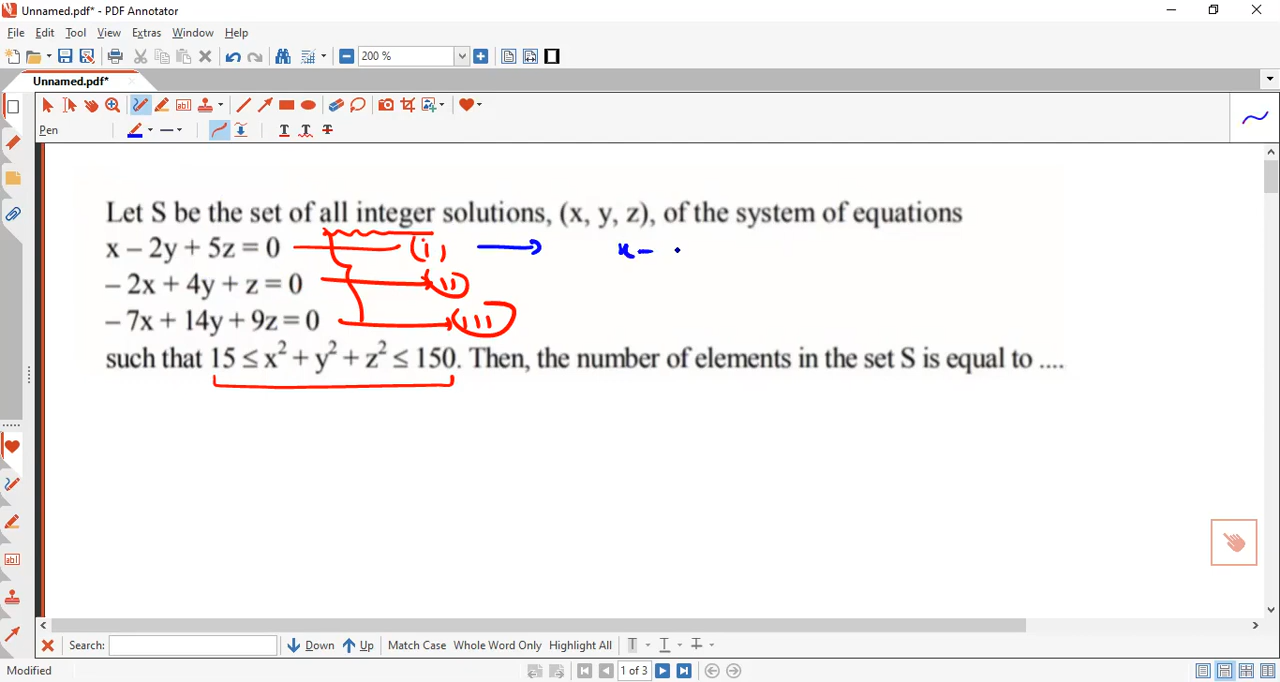 Unnamed.pdf* - PDF Annotator
File Edit Tool View Extras Window Help
200 %
Unnamed.pdf*
Pen
Let S be the set of all integer solutions, (x, y, z), of the system of equations
x – 2y + 5z = 0 (i) x –
– 2x + 4y + z = 0 (ii)
– 7x + 14y + 9z = 0 (iii)
such that 15 ≤ x² + y² + z² ≤ 150. Then, the number of elements in the set S is equal to ....
Search: Down Up Match Case Whole Word Only Highlight All
Modified 1 of 3